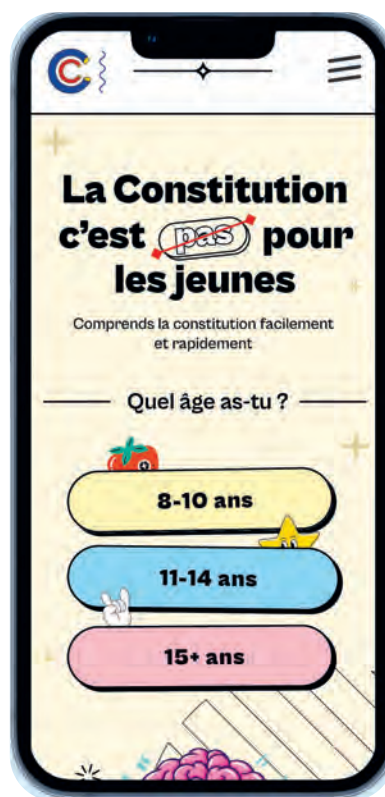 La Constitution
c'est pas pour
les jeunes
Comprends la constitution facilement
et rapidement
Quel âge as-tu ?
8-10 ans
11-14 ans
15+ ans